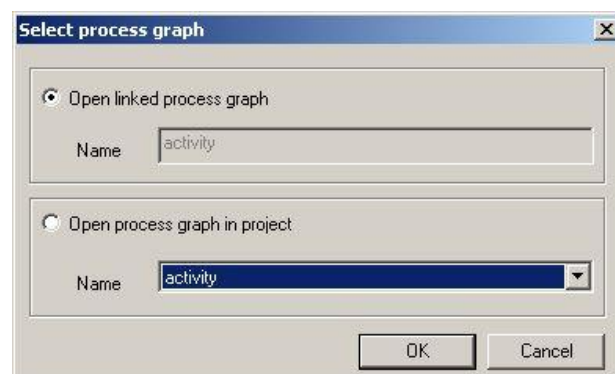 Select process graph
Open linked process graph
Name activity
Open process graph in project
Name activity
OK Cancel